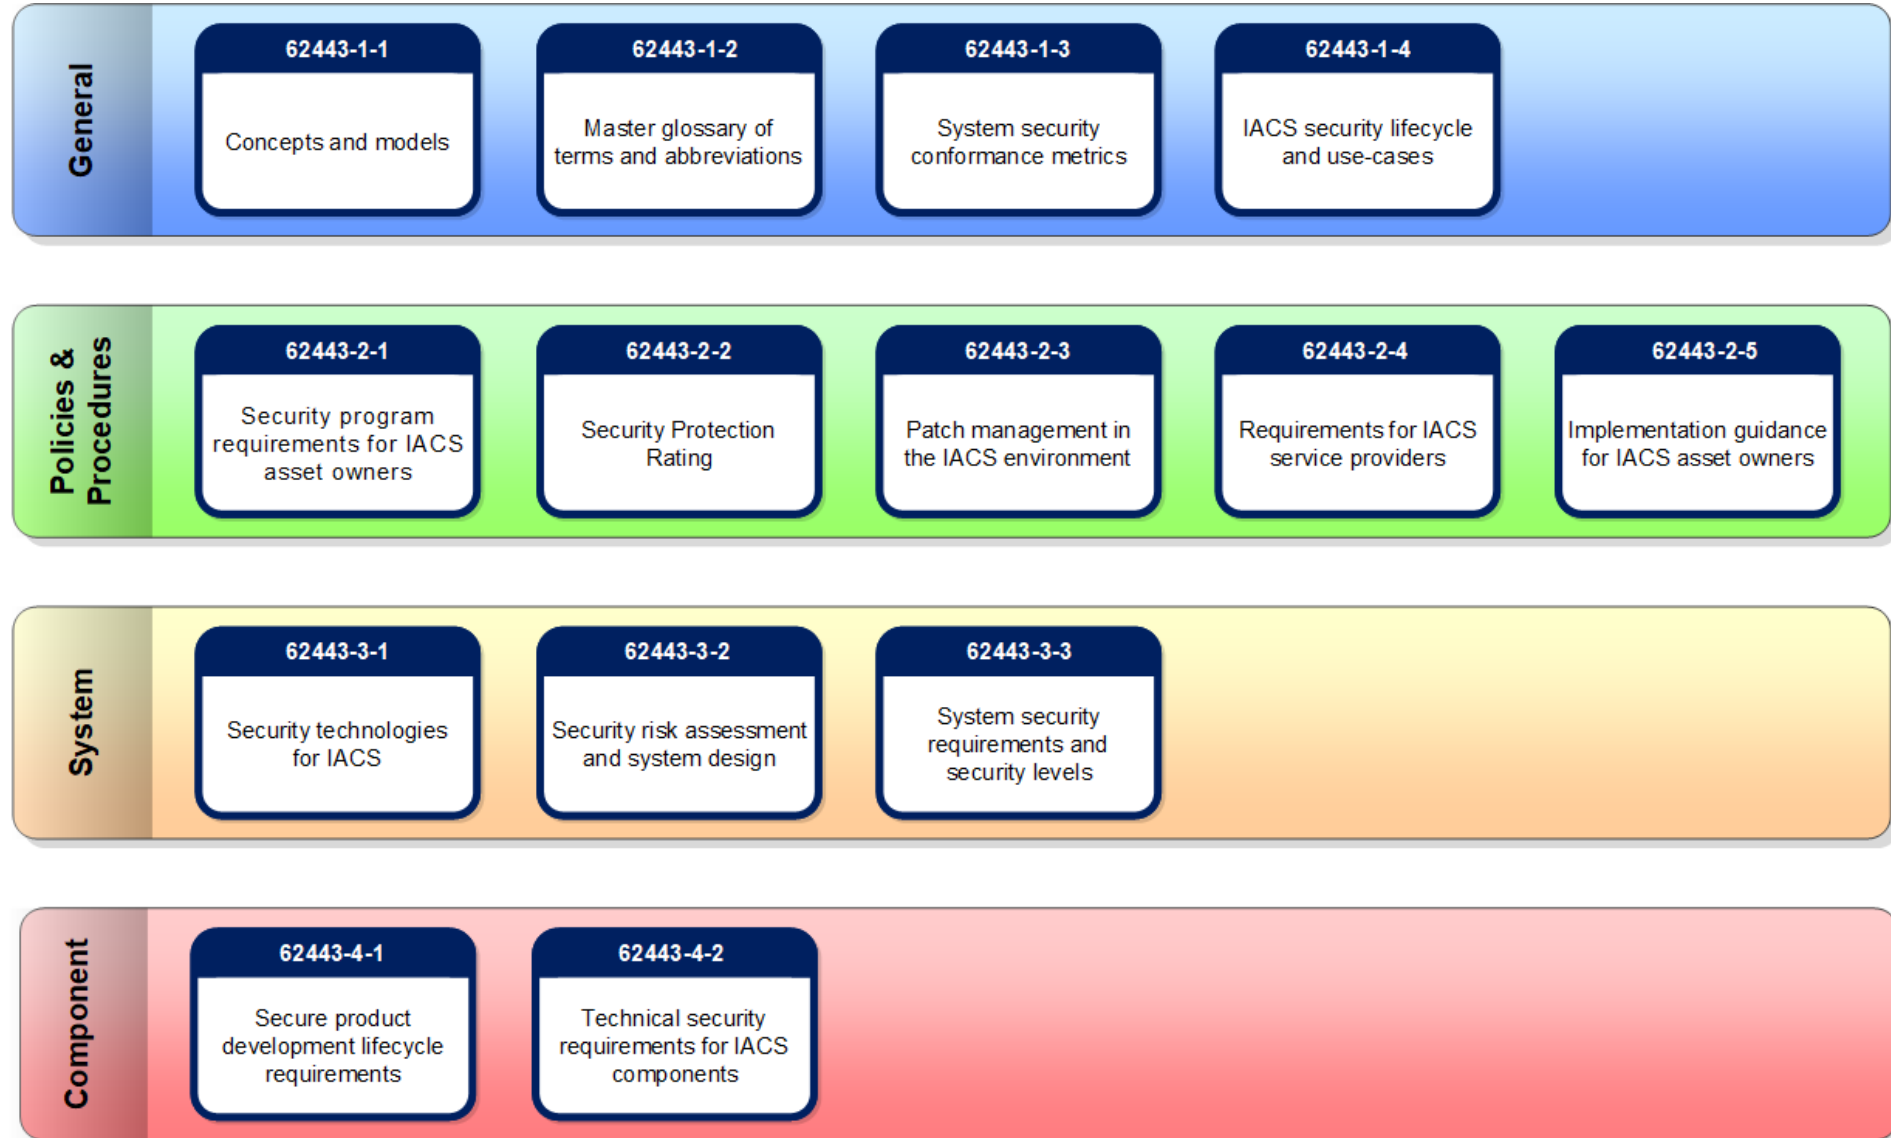 General
62443-1-1
Concepts and models
62443-1-2
Master glossary of
terms and abbreviations
62443-1-3
System security
conformance metrics
62443-1-4
IACS security lifecycle
and use-cases
Policies &
Procedures
62443-2-1
Security program
requirements for IACS
asset owners
62443-2-2
Security Protection
Rating
62443-2-3
Patch management in
the IACS environment
62443-2-4
Requirements for IACS
service providers
62443-2-5
Implementation guidance
for IACS asset owners
System
62443-3-1
Security technologies
for IACS
62443-3-2
Security risk assessment
and system design
62443-3-3
System security
requirements and
security levels
Component
62443-4-1
Secure product
development lifecycle
requirements
62443-4-2
Technical security
requirements for IACS
components